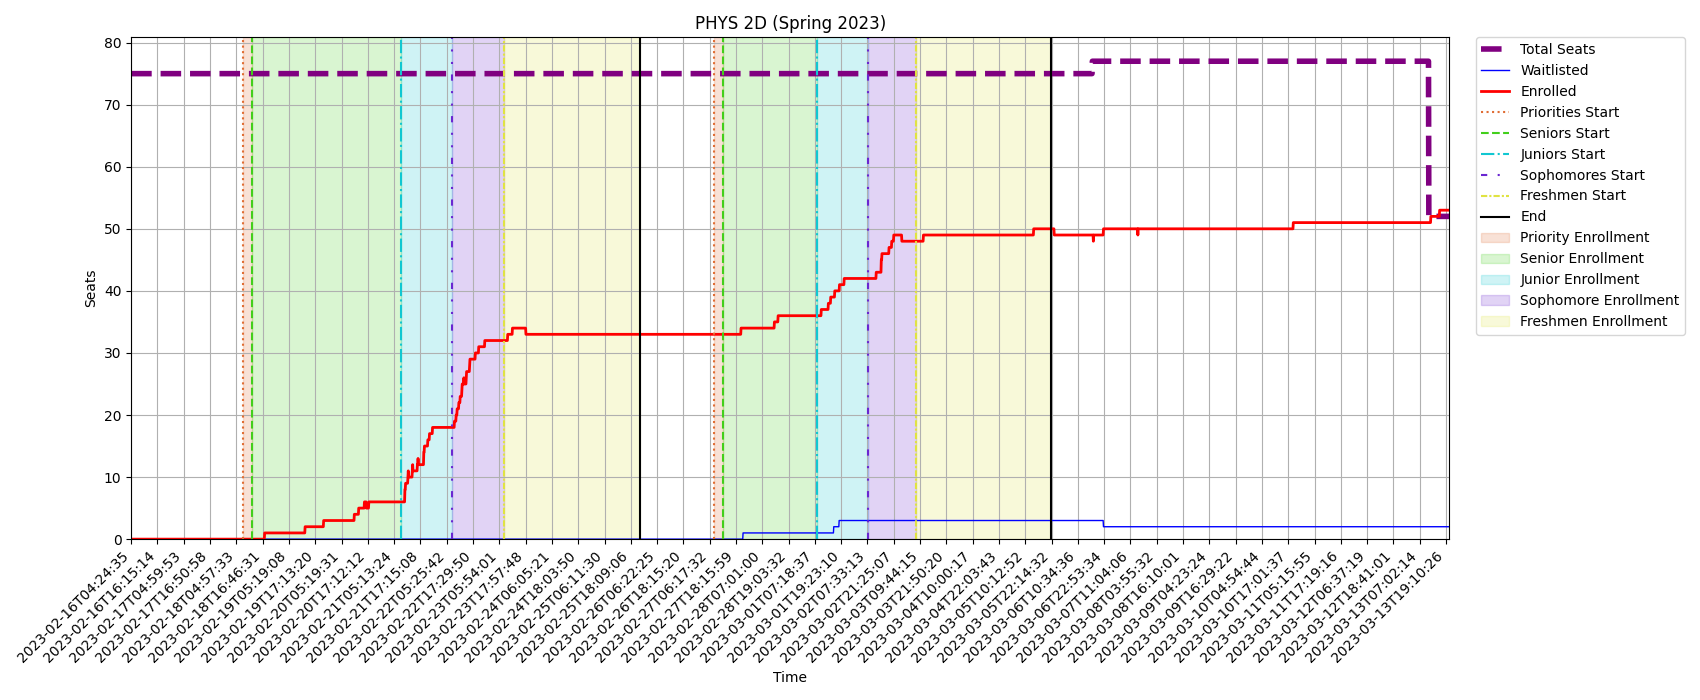 PHYS 2D (Spring 2023)
80
70
60
50
40
30
20
10
0
Seats
2023-02-16T04:24:35
2023-02-16T16:15:14
2023-02-17T04:59:53
2023-02-17T16:50:58
2023-02-18T04:57:33
2023-02-18T16:46:31
2023-02-19T05:19:08
2023-02-19T17:13:20
2023-02-20T05:19:31
2023-02-20T17:12:12
2023-02-21T05:13:24
2023-02-21T17:15:08
2023-02-22T05:25:42
2023-02-22T17:29:50
2023-02-23T05:54:01
2023-02-23T17:57:48
2023-02-24T06:05:21
2023-02-24T18:03:50
2023-02-25T06:11:30
2023-02-25T18:09:06
2023-02-26T06:22:25
2023-02-26T18:15:20
2023-02-27T06:17:32
2023-02-27T18:15:59
2023-02-28T07:01:00
2023-02-28T19:03:32
2023-03-01T07:18:37
2023-03-01T19:23:10
2023-03-02T07:33:13
2023-03-02T21:25:07
2023-03-03T09:44:15
2023-03-03T21:50:20
2023-03-04T10:00:17
2023-03-04T22:03:43
2023-03-05T10:12:52
2023-03-05T22:14:32
2023-03-06T10:34:36
2023-03-06T22:53:34
2023-03-07T11:04:06
2023-03-08T03:55:32
2023-03-08T16:10:01
2023-03-09T04:23:24
2023-03-09T16:29:22
2023-03-10T04:54:44
2023-03-10T17:01:37
2023-03-11T05:15:55
2023-03-11T17:19:16
2023-03-12T06:37:19
2023-03-12T18:41:01
2023-03-13T07:02:14
2023-03-13T19:10:26
Time
Total Seats
Waitlisted
Enrolled
Priorities Start
Seniors Start
Juniors Start
Sophomores Start
Freshmen Start
End
Priority Enrollment
Senior Enrollment
Junior Enrollment
Sophomore Enrollment
Freshmen Enrollment